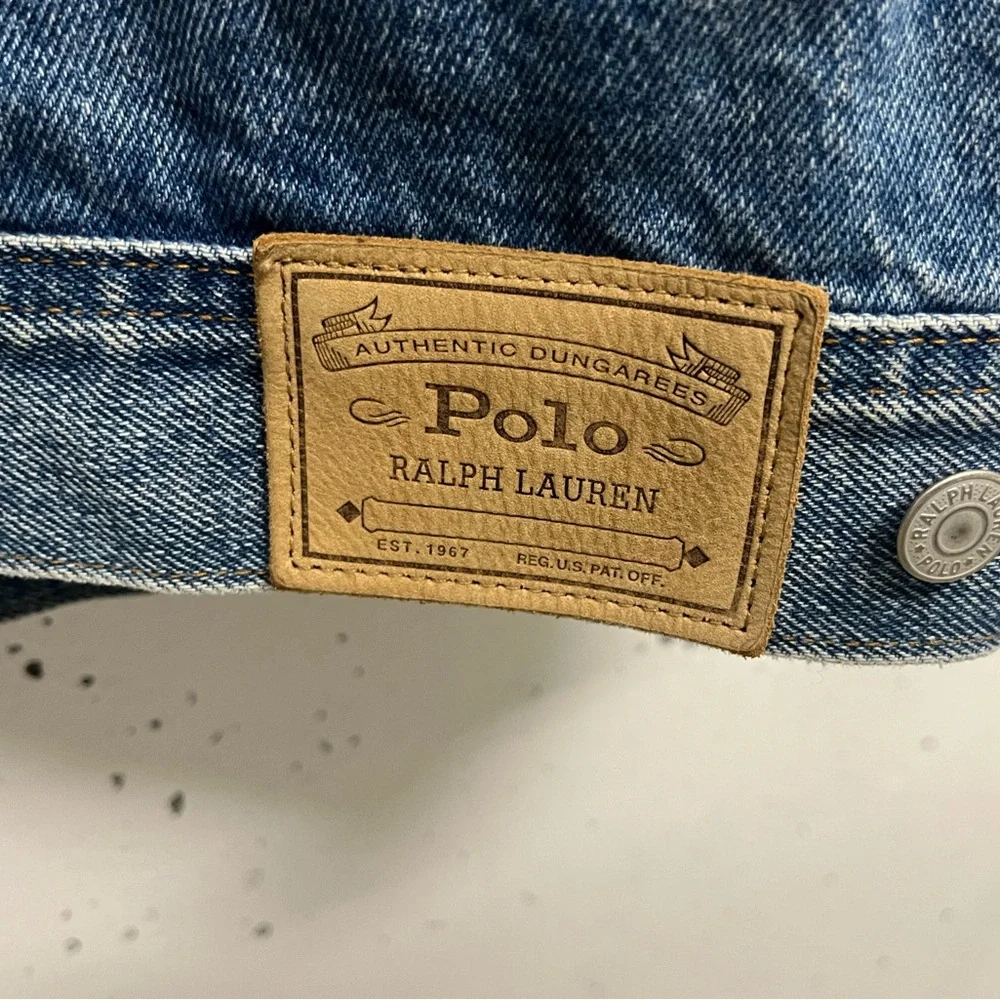 AUTHENTIC DUNGAREES
Polo
RALPH LAUREN
EST. 1967 REG. U.S. PAT. OFF.
RALPH LAUREN
POLO